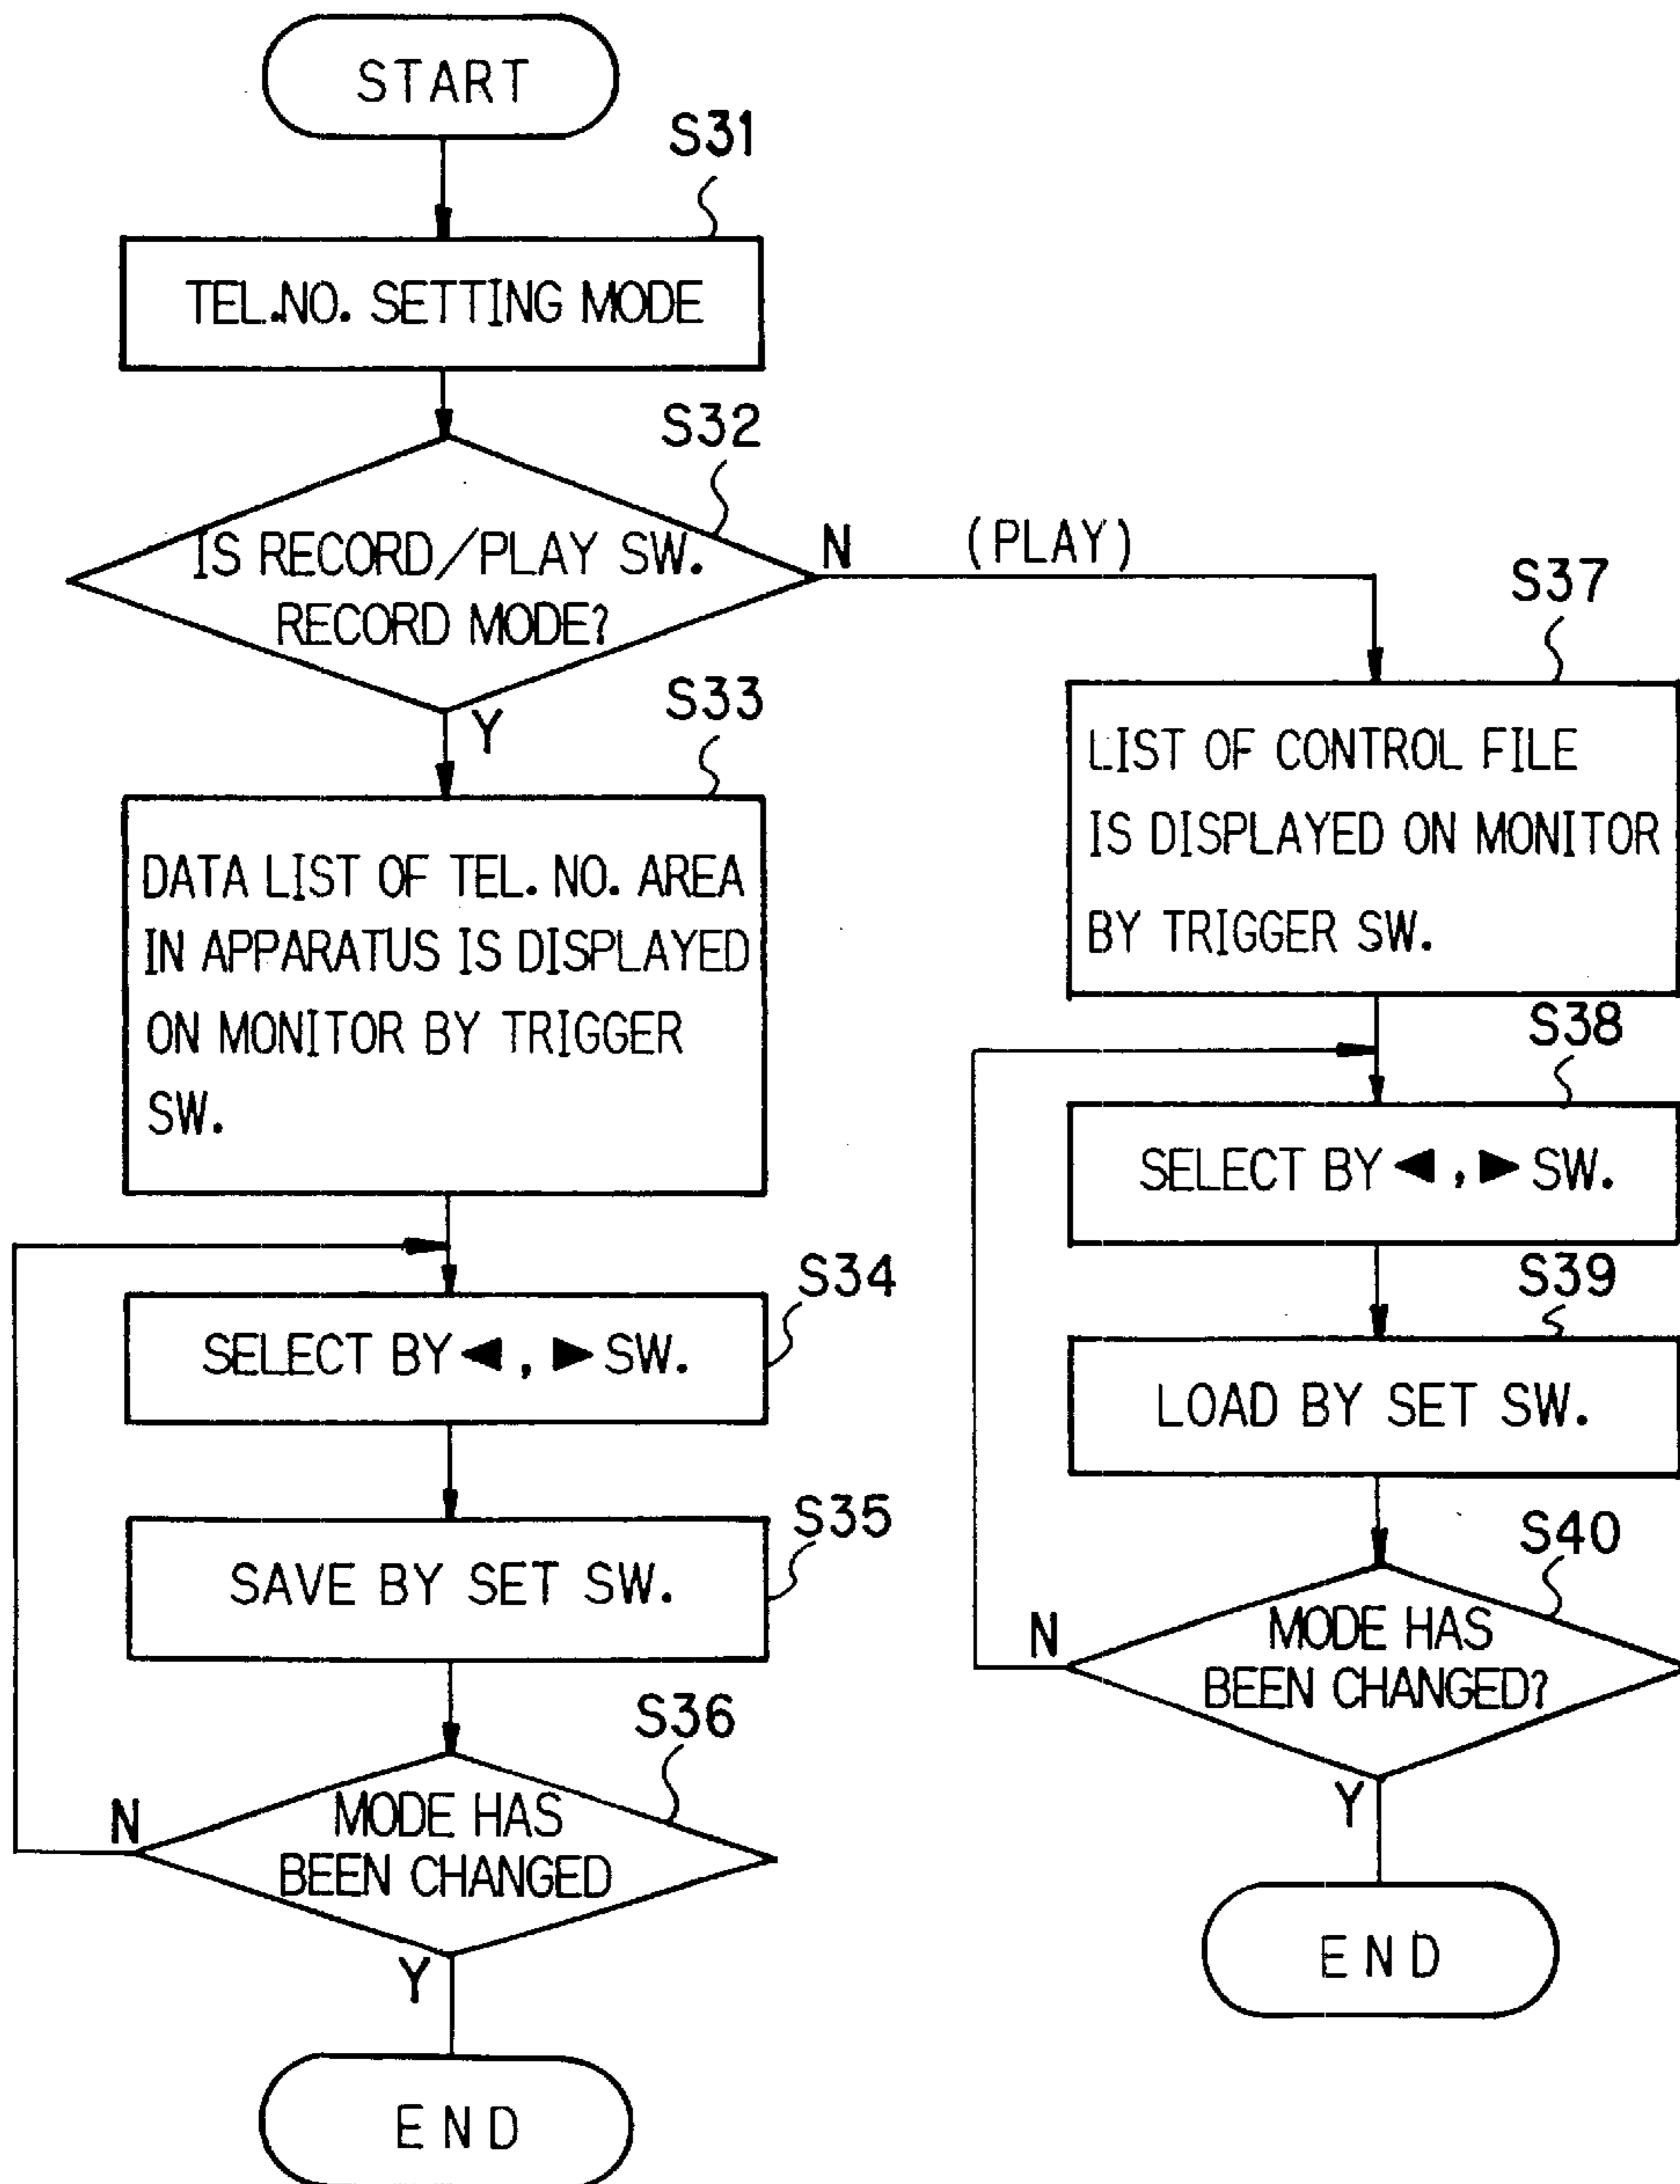 START
S31
TEL.NO. SETTING MODE
S32
IS RECORD/PLAY SW.
RECORD MODE?
N (PLAY)
Y
S33
DATA LIST OF TEL. NO. AREA
IN APPARATUS IS DISPLAYED
ON MONITOR BY TRIGGER
SW.
S34
SELECT BY ◀ , ▶ SW.
S35
SAVE BY SET SW.
S36
MODE HAS
BEEN CHANGED
N
Y
END
S37
LIST OF CONTROL FILE
IS DISPLAYED ON MONITOR
BY TRIGGER SW.
S38
SELECT BY ◀ , ▶ SW.
S39
LOAD BY SET SW.
S40
MODE HAS
BEEN CHANGED?
N
Y
END